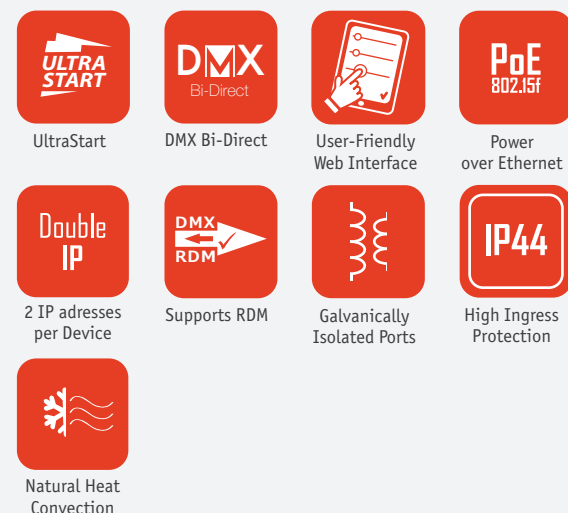 ULTRA
START
UltraStart
DMX
Bi-Direct
DMX Bi-Direct
User-Friendly
Web Interface
PoE
802.15f
Power
over Ethernet
Double
IP
2 IP adresses
per Device
DMX
RDM
Supports RDM
Galvanically
Isolated Ports
IP44
High Ingress
Protection
Natural Heat
Convection